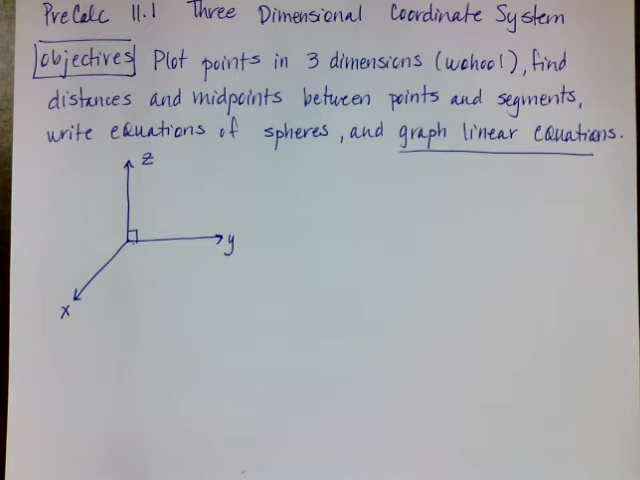 PreCalc 11.1 Three Dimensional Coordinate System
objectives Plot points in 3 dimensions (wohoo!), find
distances and midpoints between points and segments,
write equations of spheres, and graph linear equations.
z
y
x